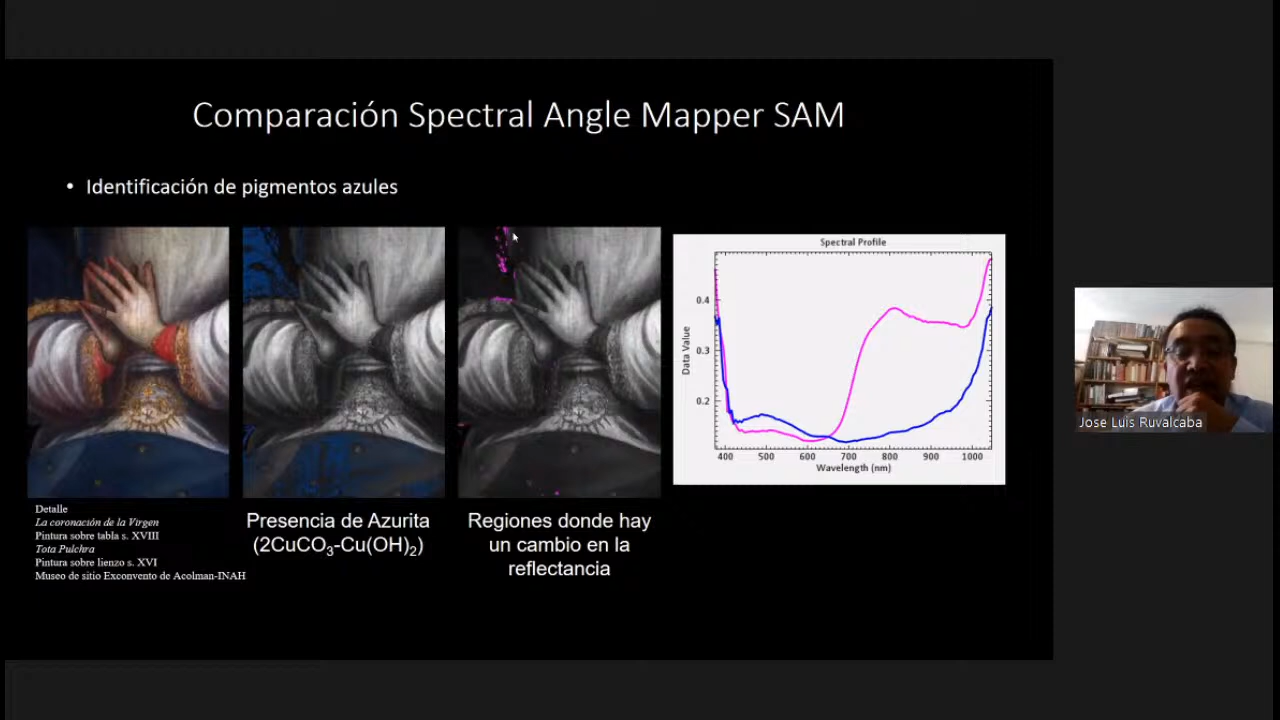 Comparación Spectral Angle Mapper SAM
• Identificación de pigmentos azules
Spectral Profile
Data Value
0.4
0.3
0.2
400 500 600 700 800 900 1000
Wavelength (nm)
Detalle
La coronación de la Virgen
Pintura sobre tabla s. XVIII
Tota Pulchra
Pintura sobre lienzo s. XVI
Museo de sitio Exconvento de Acolman-INAH
Presencia de Azurita
(2CuCO₃-Cu(OH)₂)
Regiones donde hay
un cambio en la
reflectancia
Jose Luis Ruvalcaba